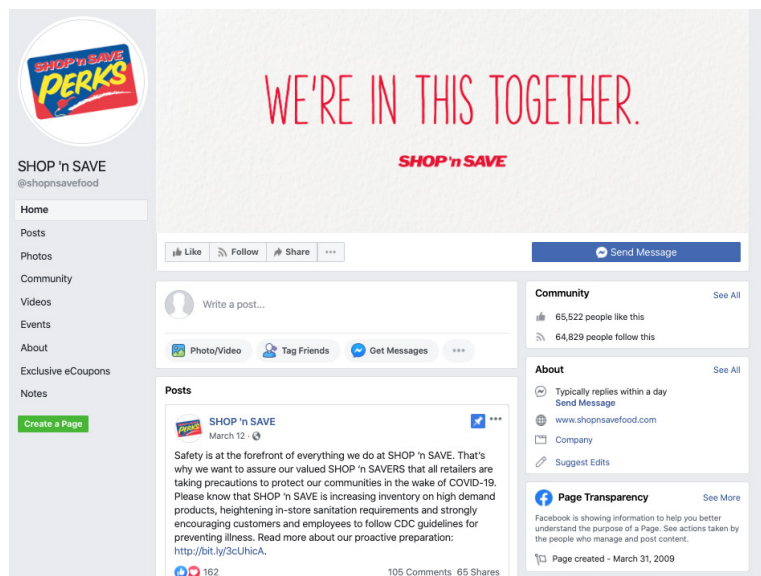 SHOP 'n SAVE
PERKS
SHOP 'n SAVE
@shopnsavefood
Home
Posts
Photos
Community
Videos
Events
About
Exclusive eCoupons
Notes
Create a Page
WE'RE IN THIS TOGETHER.
SHOP 'n SAVE
Like
Follow
Share
Send Message
Write a post...
Photo/Video
Tag Friends
Get Messages
Posts
PERKS
SHOP 'n SAVE
March 12
Safety is at the forefront of everything we do at SHOP 'n SAVE. That's
why we want to assure our valued SHOP 'n SAVERS that all retailers are
taking precautions to protect our communities in the wake of COVID-19.
Please know that SHOP 'n SAVE is increasing inventory on high demand
products, heightening in-store sanitation requirements and strongly
encouraging customers and employees to follow CDC guidelines for
preventing illness. Read more about our proactive preparation:
http://bit.ly/3cUhicA.
162
105 Comments 65 Shares
Community
See All
65,522 people like this
64,829 people follow this
About
See All
Typically replies within a day
Send Message
www.shopnsavefood.com
Company
Suggest Edits
Page Transparency
See More
Facebook is showing information to help you better
understand the purpose of a Page. See actions taken by
the people who manage and post content.
Page created - March 31, 2009